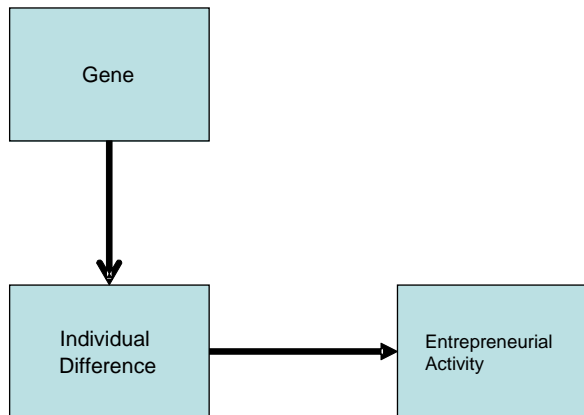 Gene
Individual
Difference
Entrepreneurial
Activity